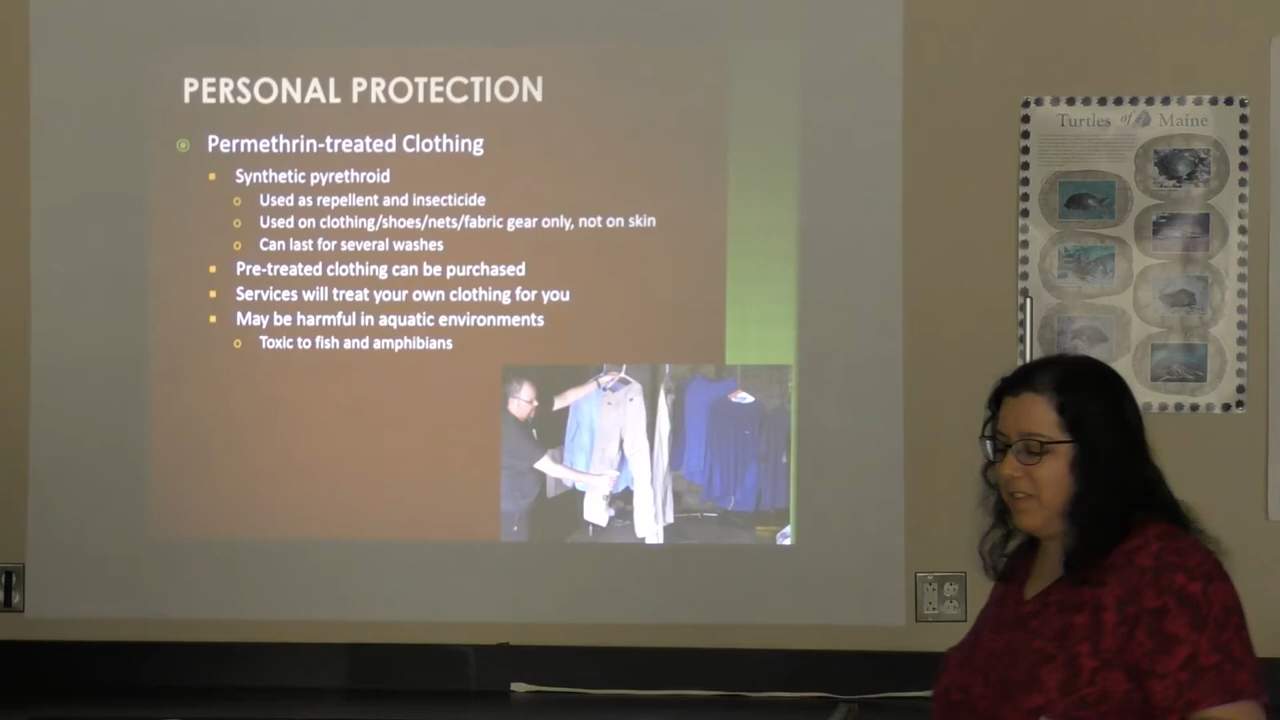 PERSONAL PROTECTION
Permethrin-treated Clothing
Synthetic pyrethroid
Used as repellent and insecticide
Used on clothing/shoes/nets/fabric gear only, not on skin
Can last for several washes
Pre-treated clothing can be purchased
Services will treat your own clothing for you
May be harmful in aquatic environments
Toxic to fish and amphibians
Turtles of Maine